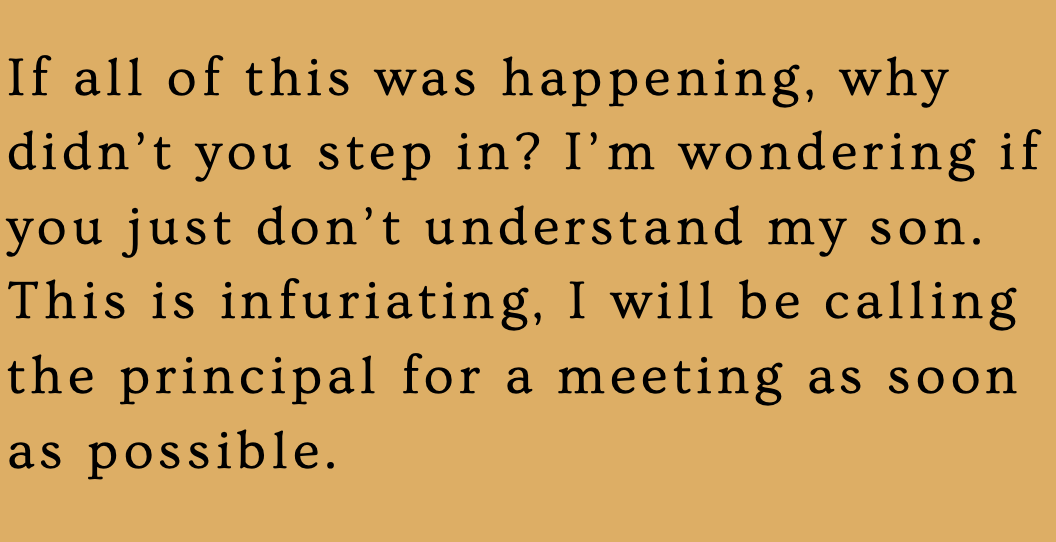 If all of this was happening, why
didn’t you step in? I’m wondering if
you just don’t understand my son.
This is infuriating, I will be calling
the principal for a meeting as soon
as possible.